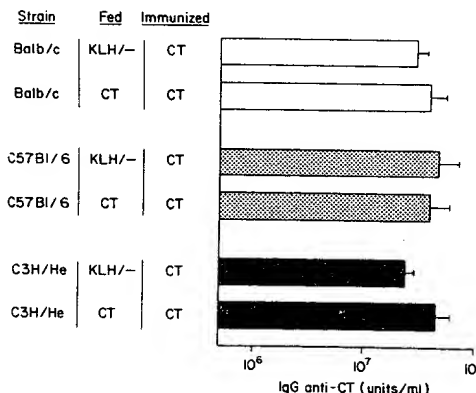 Strain Fed Immunized
Balb/c KLH/− CT
Balb/c CT CT
C57Bl/6 KLH/− CT
C57Bl/6 CT CT
C3H/He KLH/− CT
C3H/He CT CT
10⁶ 10⁷ 10
IgG anti-CT (units/ml)